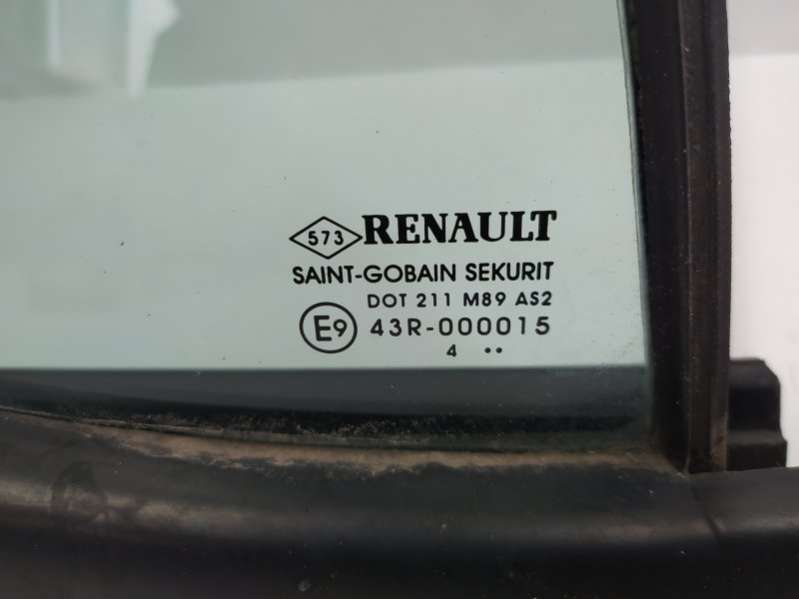 573 RENAULT
SAINT-GOBAIN SEKURIT
DOT 211 M89 AS2
E9 43R-000015
4 ••